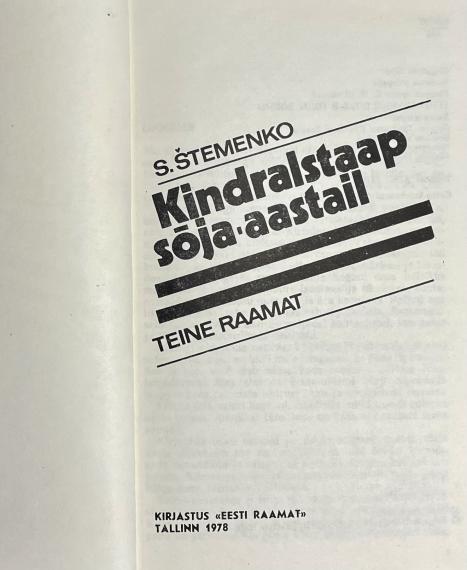 S. ŠTEMENKO
Kindralstaap
sõja-aastail
TEINE RAAMAT
KIRJASTUS «EESTI RAAMAT»
TALLINN 1978